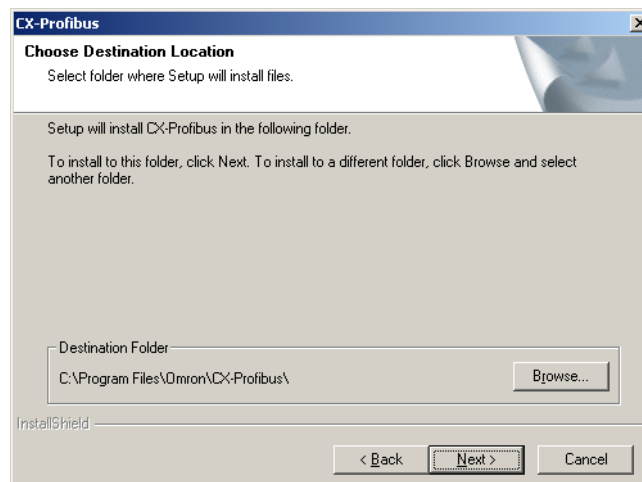 CX-Profibus
Choose Destination Location
Select folder where Setup will install files.
Setup will install CX-Profibus in the following folder.
To install to this folder, click Next. To install to a different folder, click Browse and select
another folder.
Destination Folder
C:\Program Files\Omron\CX-Profibus\
Browse...
InstallShield
< Back
Next >
Cancel